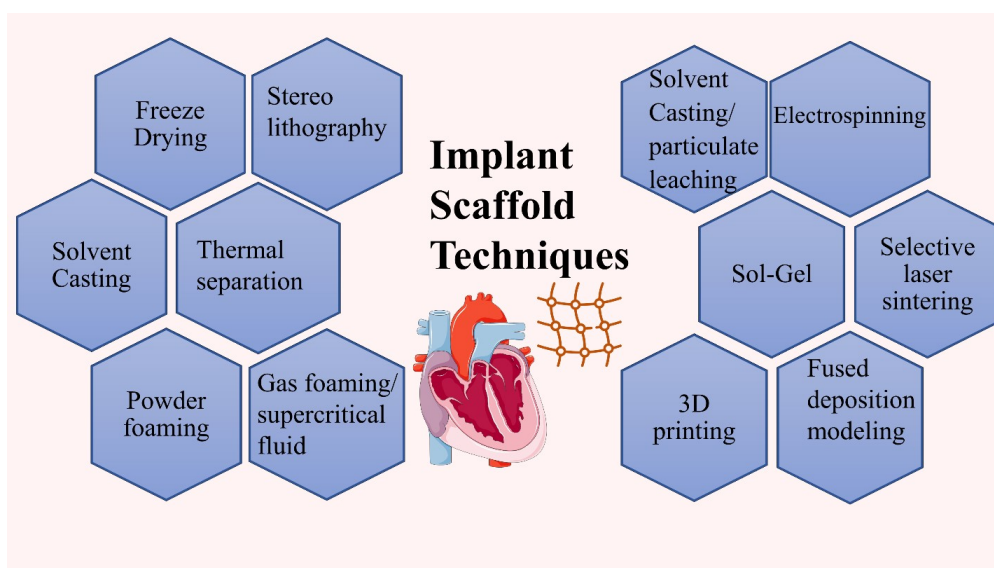 Freeze
Drying
Stereo
lithography
Solvent
Casting
Thermal
separation
Powder
foaming
Gas foaming/
supercritical
fluid
Implant
Scaffold
Techniques
Solvent
Casting/
particulate
leaching
Electrospinning
Sol-Gel
Selective
laser
sintering
3D
printing
Fused
deposition
modeling